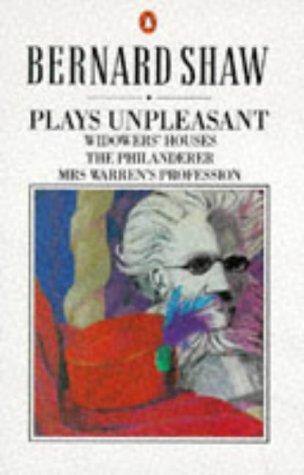 BERNARD SHAW
PLAYS UNPLEASANT
WIDOWERS' HOUSES
THE PHILANDERER
MRS WARREN'S PROFESSION